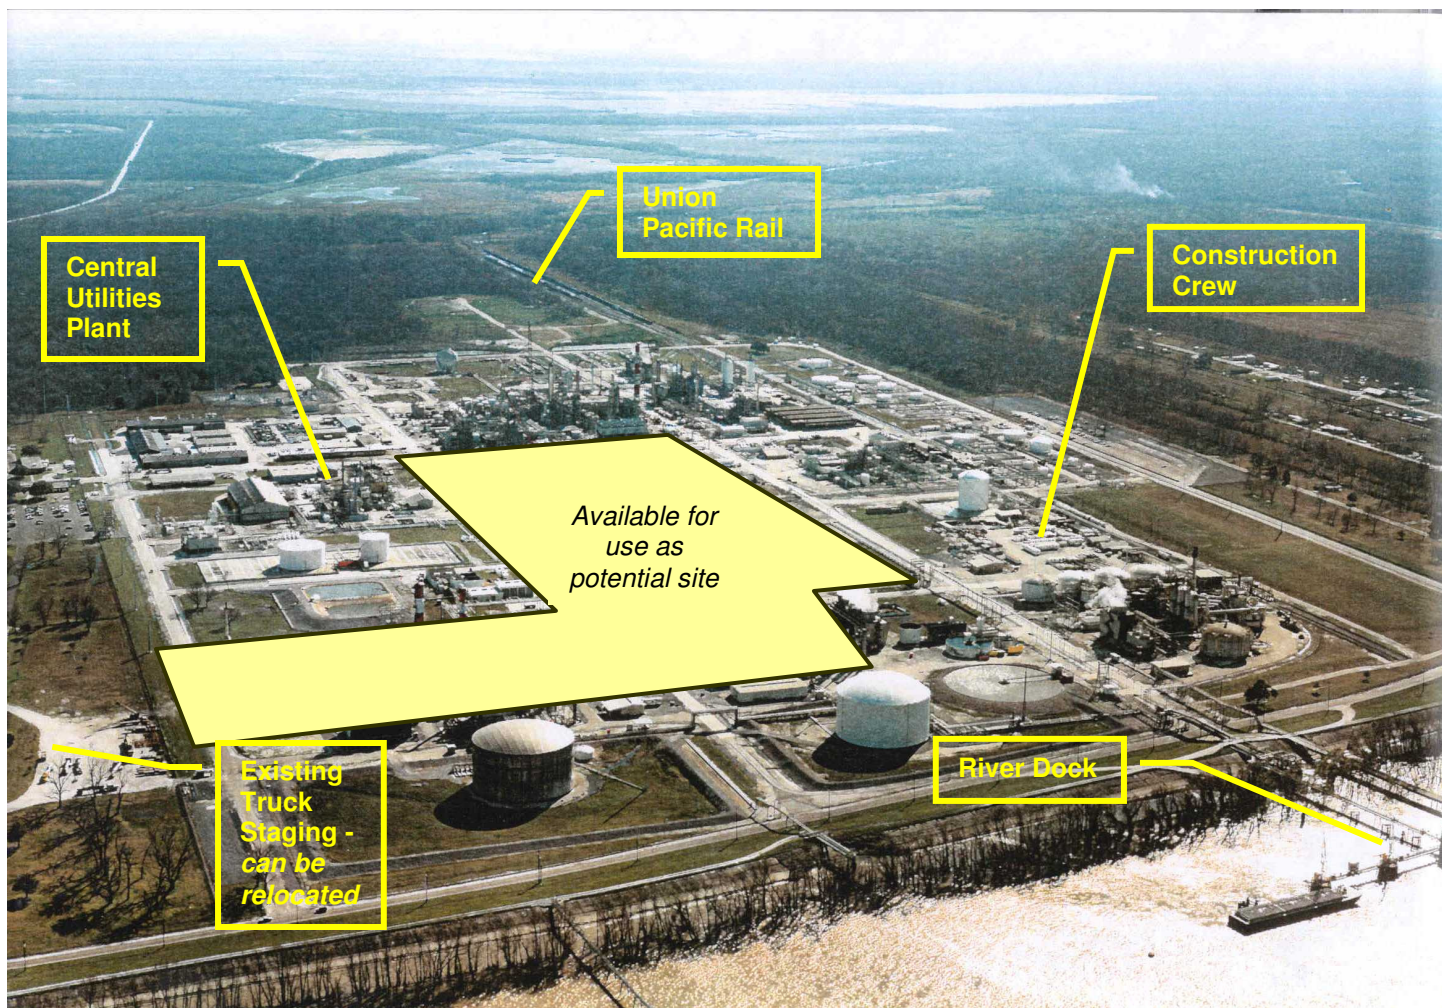 Union
Pacific Rail
Central
Utilities
Plant
Construction
Crew
Available for
use as
potential site
Existing
Truck
Staging -
can be
relocated
River Dock